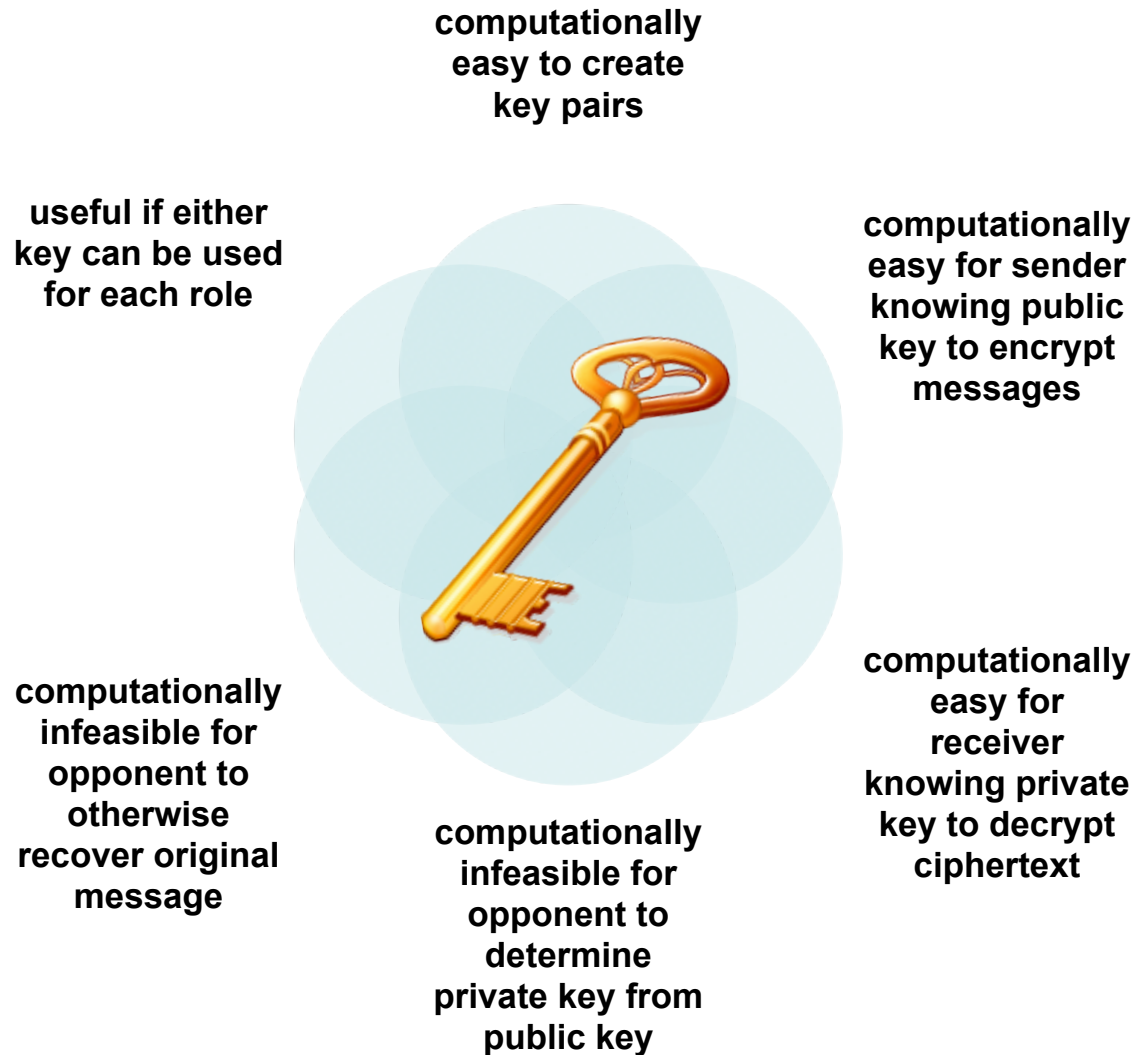 computationally
easy to create
key pairs
useful if either
key can be used
for each role
computationally
easy for sender
knowing public
key to encrypt
messages
computationally
easy for
receiver
knowing private
key to decrypt
ciphertext
computationally
infeasible for
opponent to
determine
private key from
public key
computationally
infeasible for
opponent to
otherwise
recover original
message